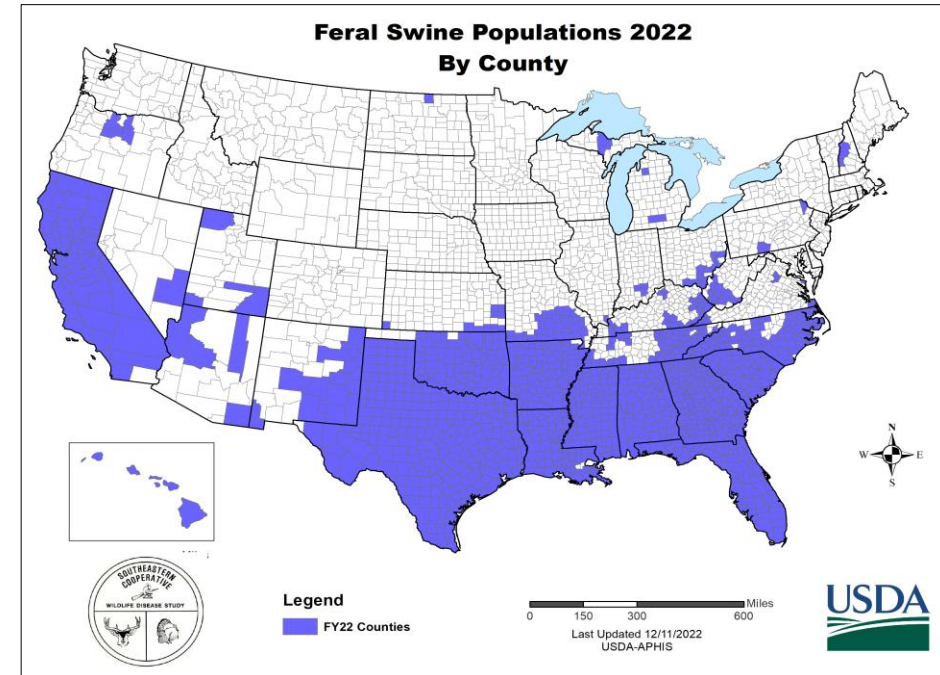 Feral Swine Populations 2022
By County
N
W E
S
SOUTHEASTERN
COOPERATIVE
WILDLIFE DISEASE STUDY
Legend
FY22 Counties
Miles
0 150 300 600
Last Updated 12/11/2022
USDA-APHIS
USDA